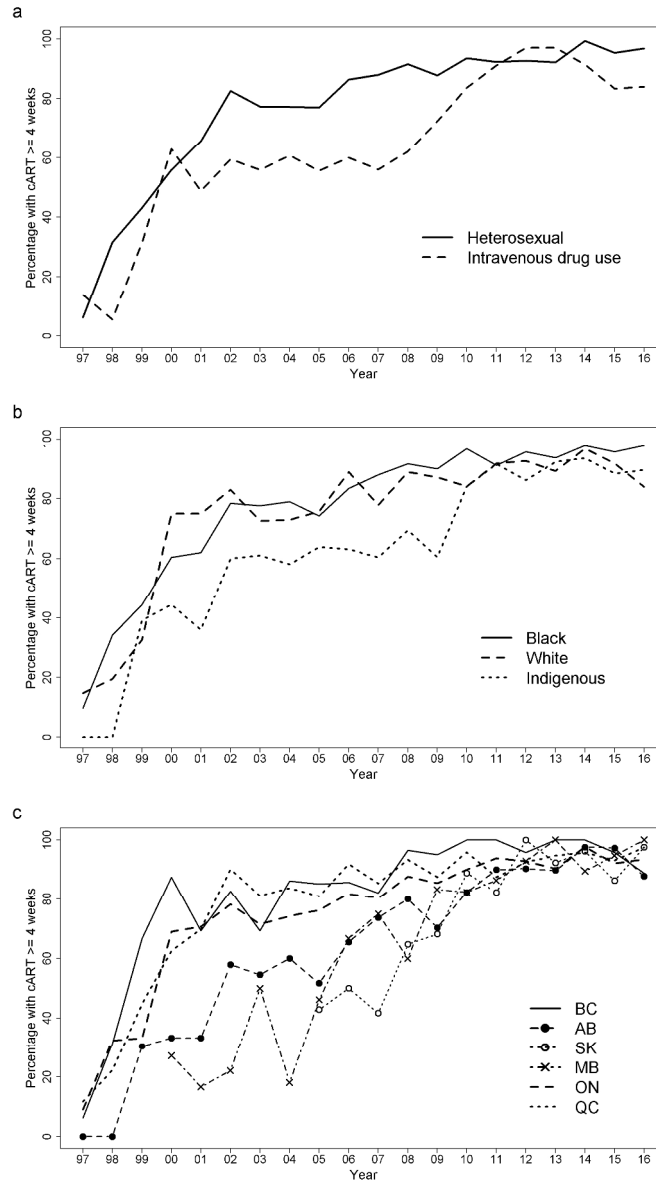 a
Percentage with cART >= 4 weeks
0 20 40 60 80 100
Heterosexual
Intravenous drug use
97 98 99 00 01 02 03 04 05 06 07 08 09 10 11 12 13 14 15 16
Year
b
Percentage with cART >= 4 weeks
0 20 40 60 80 100
Black
White
Indigenous
97 98 99 00 01 02 03 04 05 06 07 08 09 10 11 12 13 14 15 16
Year
c
Percentage with cART >= 4 weeks
0 20 40 60 80 100
BC
AB
SK
MB
ON
QC
97 98 99 00 01 02 03 04 05 06 07 08 09 10 11 12 13 14 15 16
Year